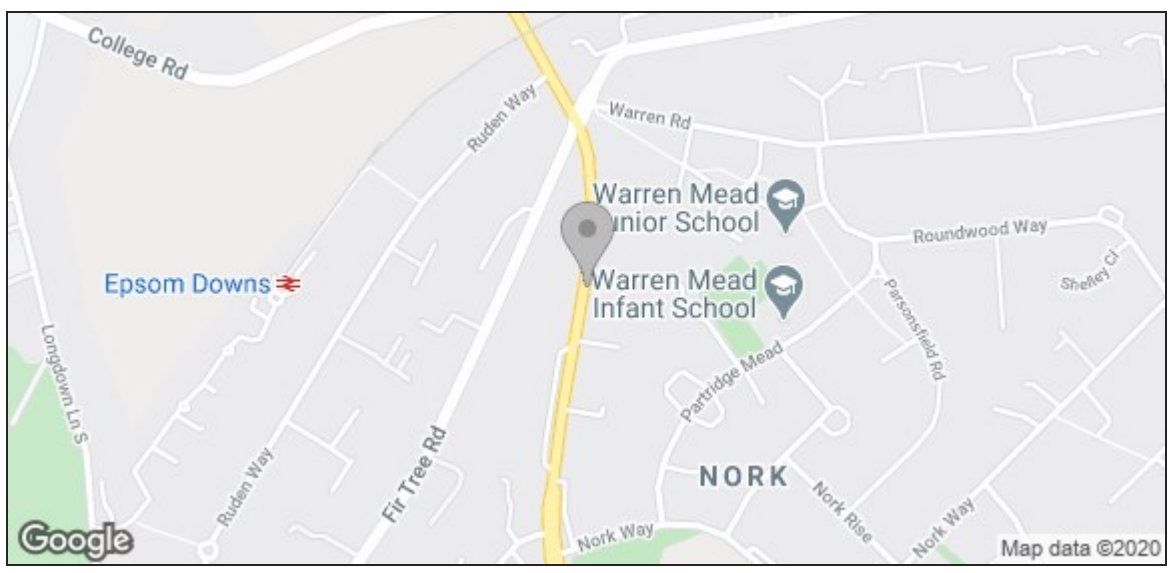 College Rd
Ruden Way
Warren Rd
Warren Mead
unior School
Roundwood Way
Shelley Cl
Epsom Downs
Warren Mead
Infant School
Parsonsfield Rd
Longdown Ln S
Partridge Mead
Fir Tree Rd
Ruden Way
NORK
Nork Rise
Nork Way
Nork Way
Google
Map data ©2020